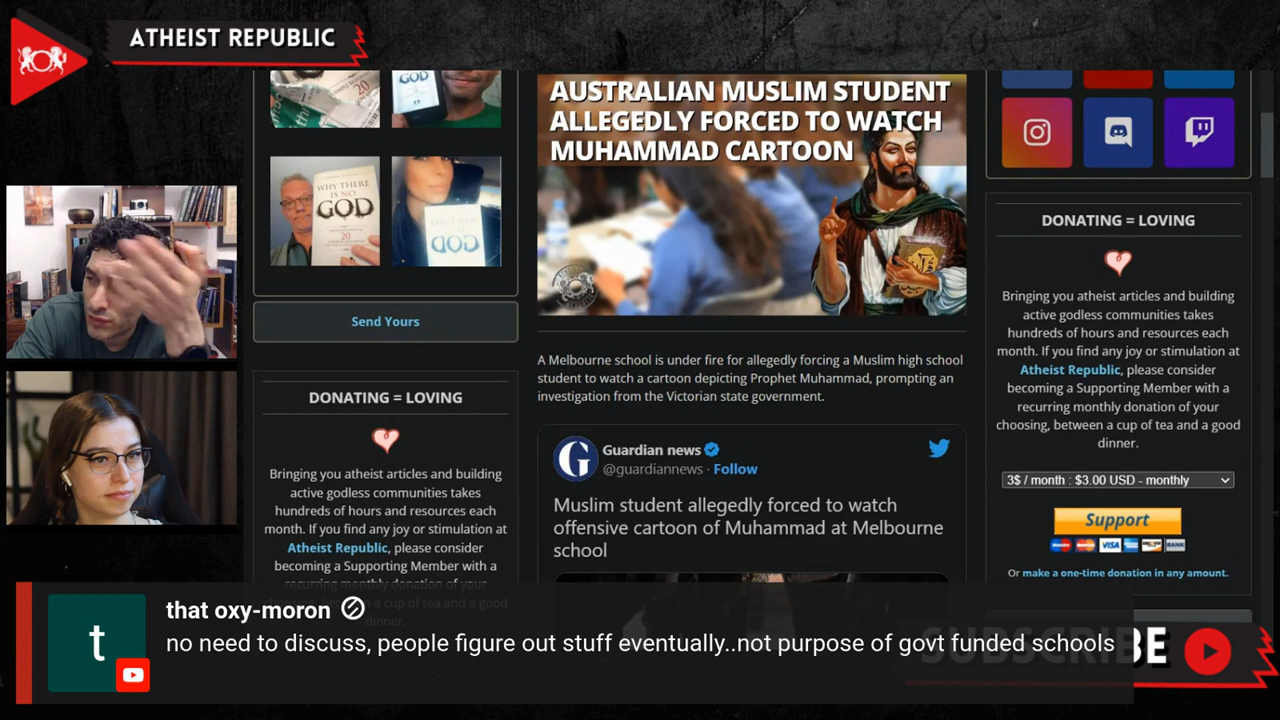 ATHEIST REPUBLIC
GOD
WHY THERE
IS NO
GOD
20
GOD
Send Yours
DONATING = LOVING
Bringing you atheist articles and building
active godless communities takes
hundreds of hours and resources each
month. If you find any joy or stimulation at
Atheist Republic, please consider
becoming a Supporting Member with a
recurring monthly donation of your
AUSTRALIAN MUSLIM STUDENT
ALLEGEDLY FORCED TO WATCH
MUHAMMAD CARTOON
A Melbourne school is under fire for allegedly forcing a Muslim high school
student to watch a cartoon depicting Prophet Muhammad, prompting an
investigation from the Victorian state government.
Guardian news
@guardiannews · Follow
Muslim student allegedly forced to watch
offensive cartoon of Muhammad at Melbourne
school
DONATING = LOVING
Bringing you atheist articles and building
active godless communities takes
hundreds of hours and resources each
month. If you find any joy or stimulation at
Atheist Republic, please consider
becoming a Supporting Member with a
recurring monthly donation of your
choosing, between a cup of tea and a good
dinner.
3$ / month : $3.00 USD - monthly
Support
VISA
BANK
Or make a one-time donation in any amount.
t
that oxy-moron
no need to discuss, people figure out stuff eventually..not purpose of govt funded schools
SUBSCRIBE